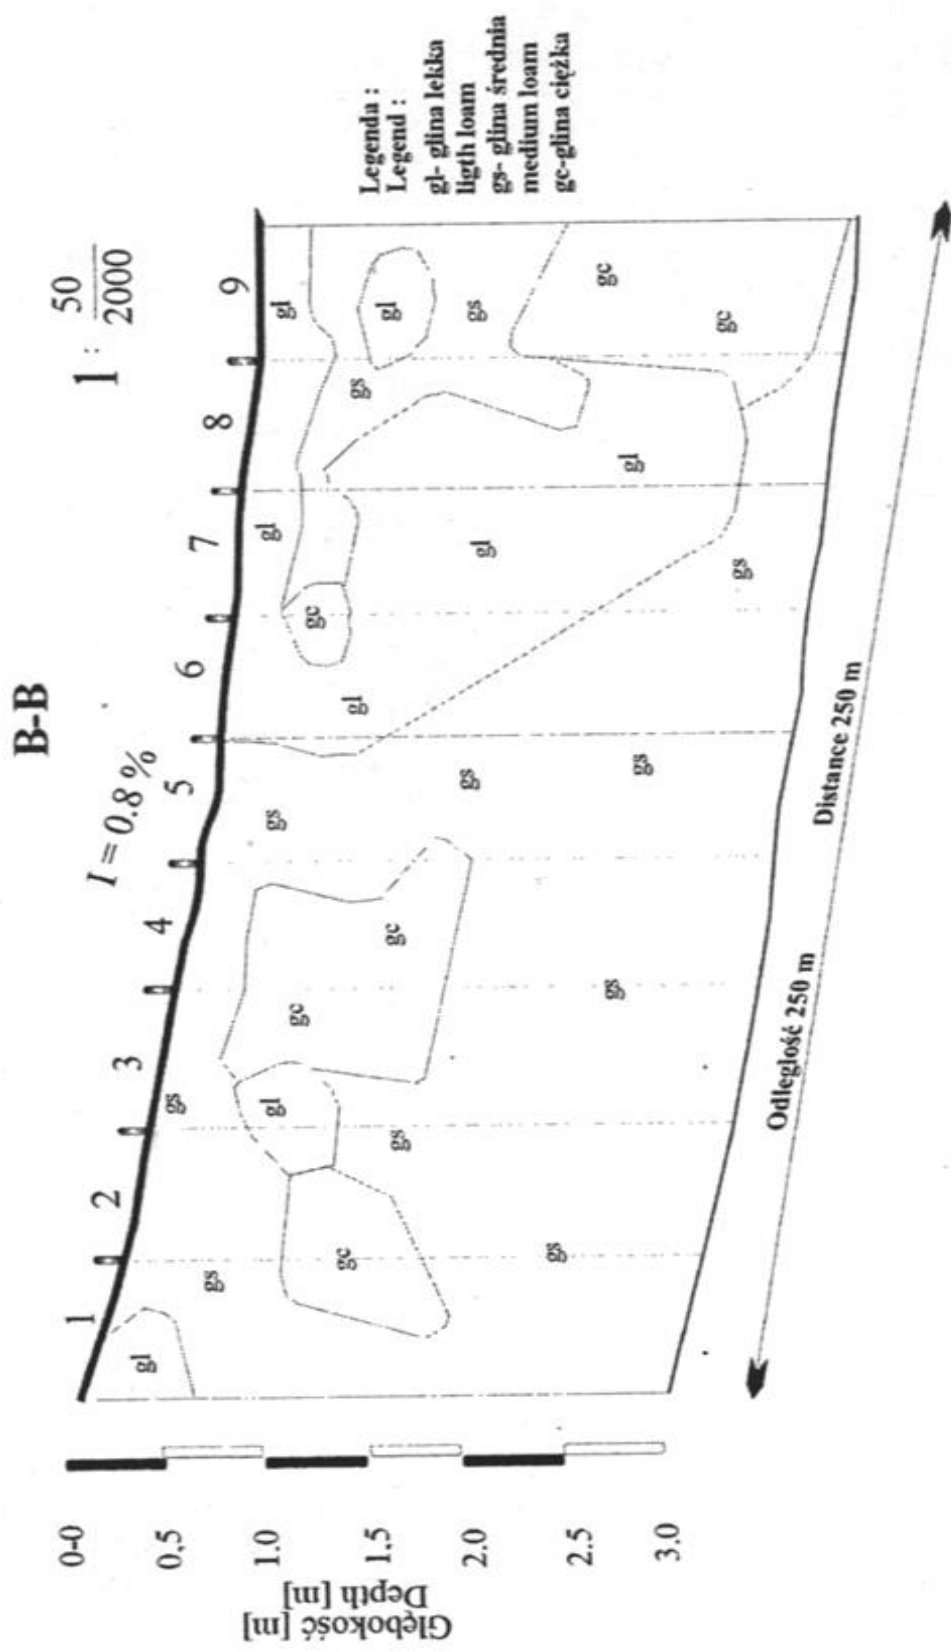 B-B
1 : 50
2000
I = 0.8 %
1 2 3 4 5 6 7 8 9
Głębokość [m]
Depth [m]
0-0
0,5
1.0
1.5
2.0
2.5
3.0
gl
gs
gc
gs
gs
gl
gs
gc
gc
gs
gs
gs
gs
gl
gc
gl
gl
gs
gl
gs
gl
gl
gs
gc
gc
Odległość 250 m
Distance 250 m
Legenda :
Legend :
gl- glina lekka
ligth loam
gs- glina średnia
medium loam
gc-glina ciężka